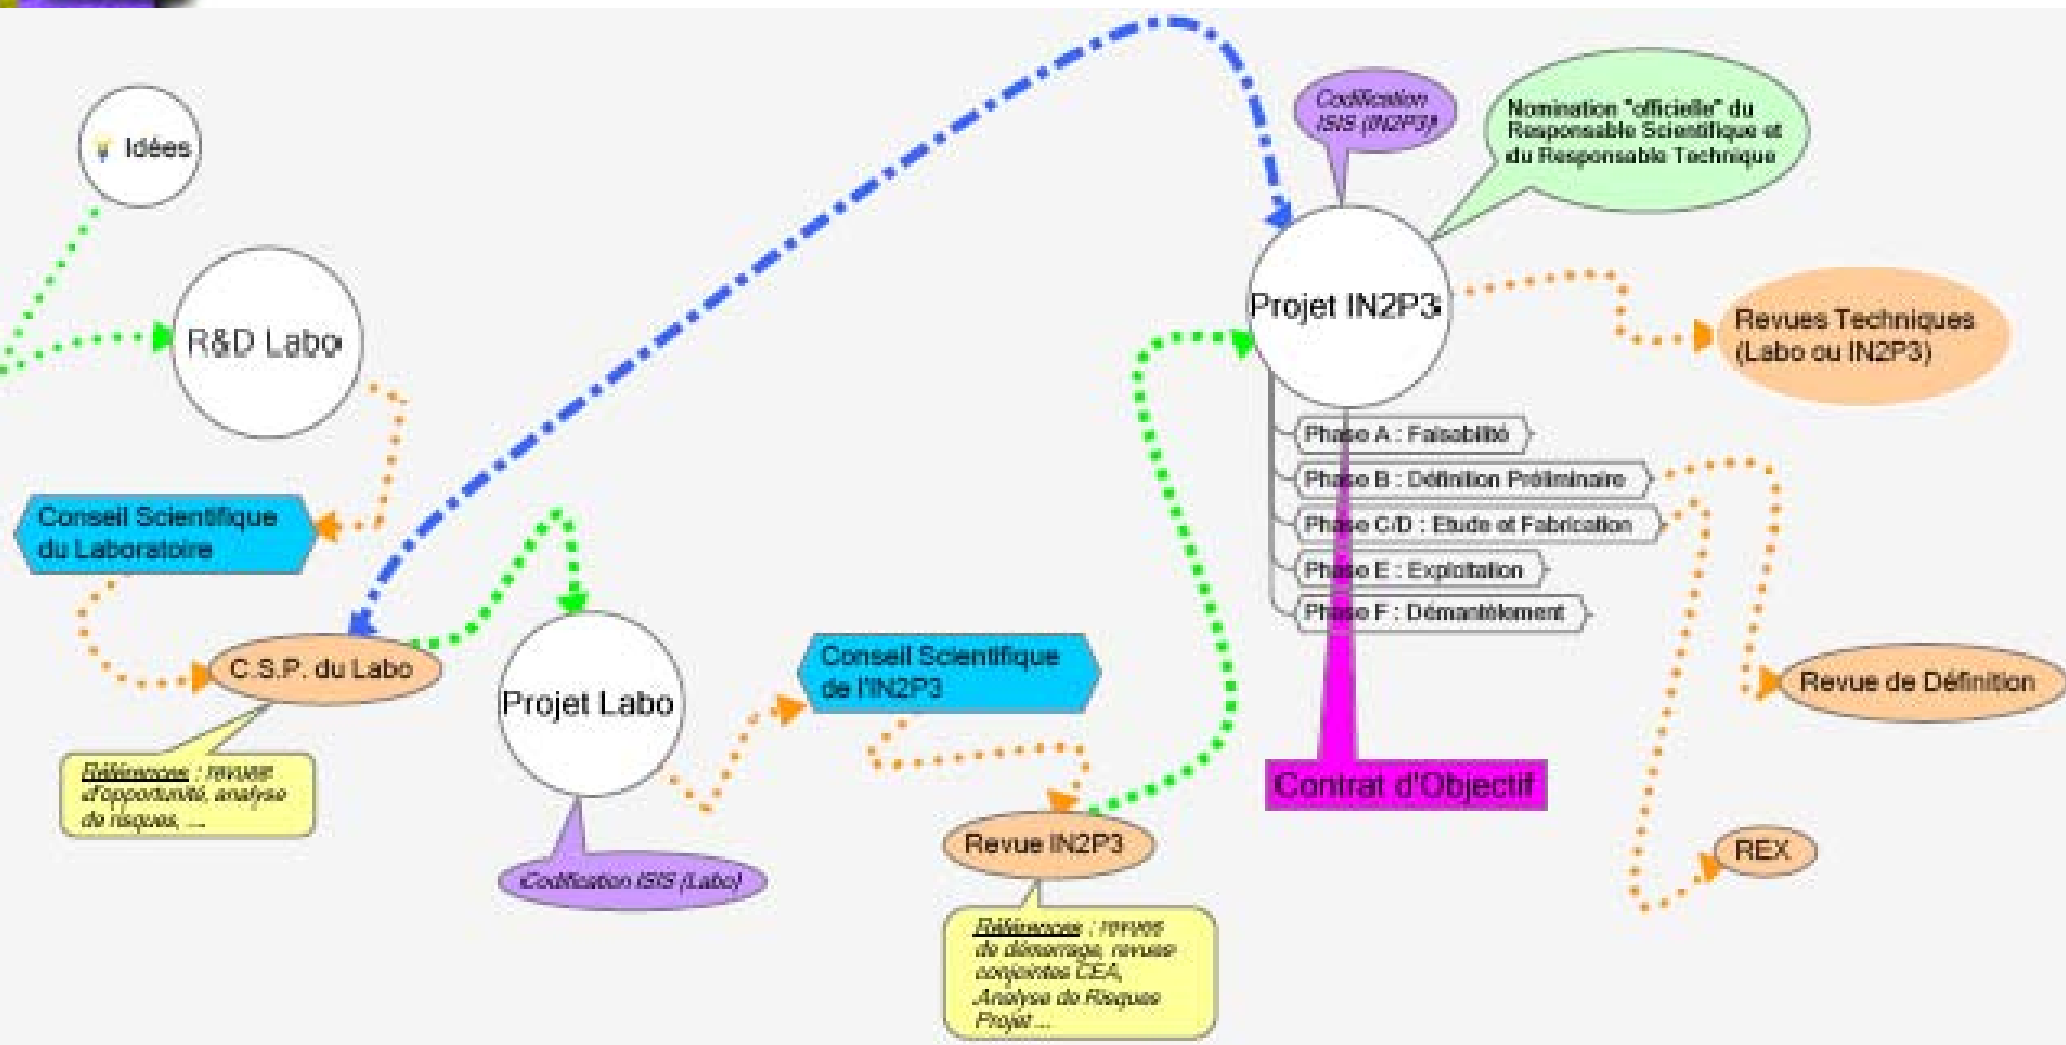 Idées
R&D Labo
Conseil Scientifique
du Laboratoire
C.S.P. du Labo
Références : revues
d'opportunité, analyse
de risques, ...
Projet Labo
Codification ISIS (Labo)
Conseil Scientifique
de l'IN2P3
Revue IN2P3
Références : revues
de démarrage, revues
conjointes CEA,
Analyse de Risques
Projet ...
Codification
ISIS (IN2P3)
Nomination "officielle" du
Responsable Scientifique et
du Responsable Technique
Projet IN2P3
Phase A : Faisabilité
Phase B : Définition Préliminaire
Phase C/D : Etude et Fabrication
Phase E : Exploitation
Phase F : Démantèlement
Contrat d'Objectif
Revues Techniques
(Labo ou IN2P3)
Revue de Définition
REX